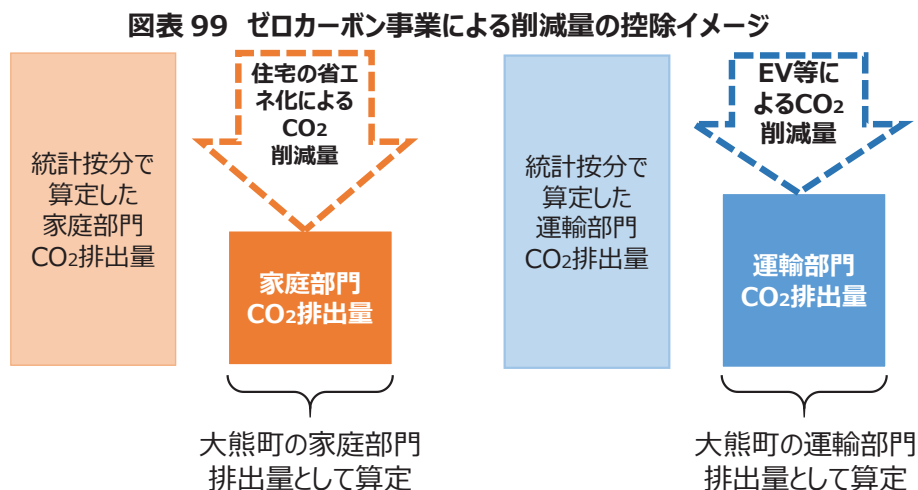 図表 99 ゼロカーボン事業による削減量の控除イメージ
統計按分で
算定した
家庭部門
CO2排出量
住宅の省エ
ネ化による
CO2
削減量
家庭部門
CO2排出量
大熊町の家庭部門
排出量として算定
統計按分で
算定した
運輸部門
CO2排出量
EV等に
よるCO2
削減量
運輸部門
CO2排出量
大熊町の運輸部門
排出量として算定